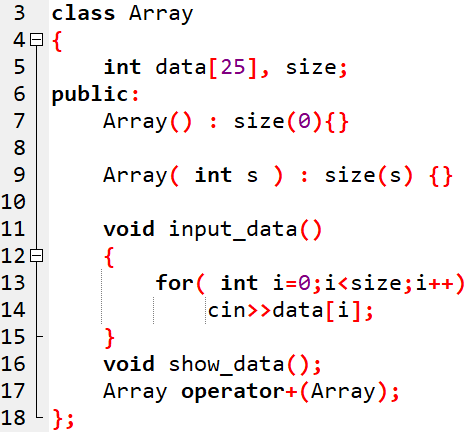 3 class Array
4 {
5 int data[25], size;
6 public:
7 Array() : size(0){}
8
9 Array( int s ) : size(s) {}
10
11 void input_data()
12 {
13 for( int i=0;i<size;i++)
14 cin>>data[i];
15 }
16 void show_data();
17 Array operator+(Array);
18 };